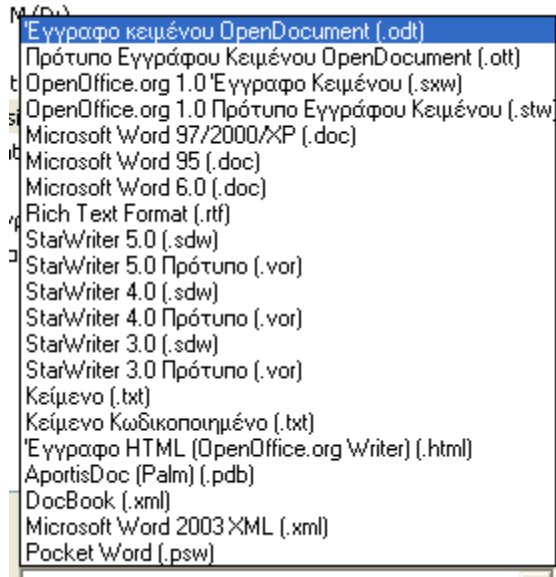 Έγγραφο κειμένου OpenDocument (.odt)
Πρότυπο Εγγράφου Κειμένου OpenDocument (.ott)
OpenOffice.org 1.0 Έγγραφο Κειμένου (.sxw)
OpenOffice.org 1.0 Πρότυπο Εγγράφου Κειμένου (.stw)
Microsoft Word 97/2000/XP (.doc)
Microsoft Word 95 (.doc)
Microsoft Word 6.0 (.doc)
Rich Text Format (.rtf)
StarWriter 5.0 (.sdw)
StarWriter 5.0 Πρότυπο (.vor)
StarWriter 4.0 (.sdw)
StarWriter 4.0 Πρότυπο (.vor)
StarWriter 3.0 (.sdw)
StarWriter 3.0 Πρότυπο (.vor)
Κείμενο (.txt)
Κείμενο Κωδικοποιημένο (.txt)
Έγγραφο HTML (OpenOffice.org Writer) (.html)
AportisDoc (Palm) (.pdb)
DocBook (.xml)
Microsoft Word 2003 XML (.xml)
Pocket Word (.psw)